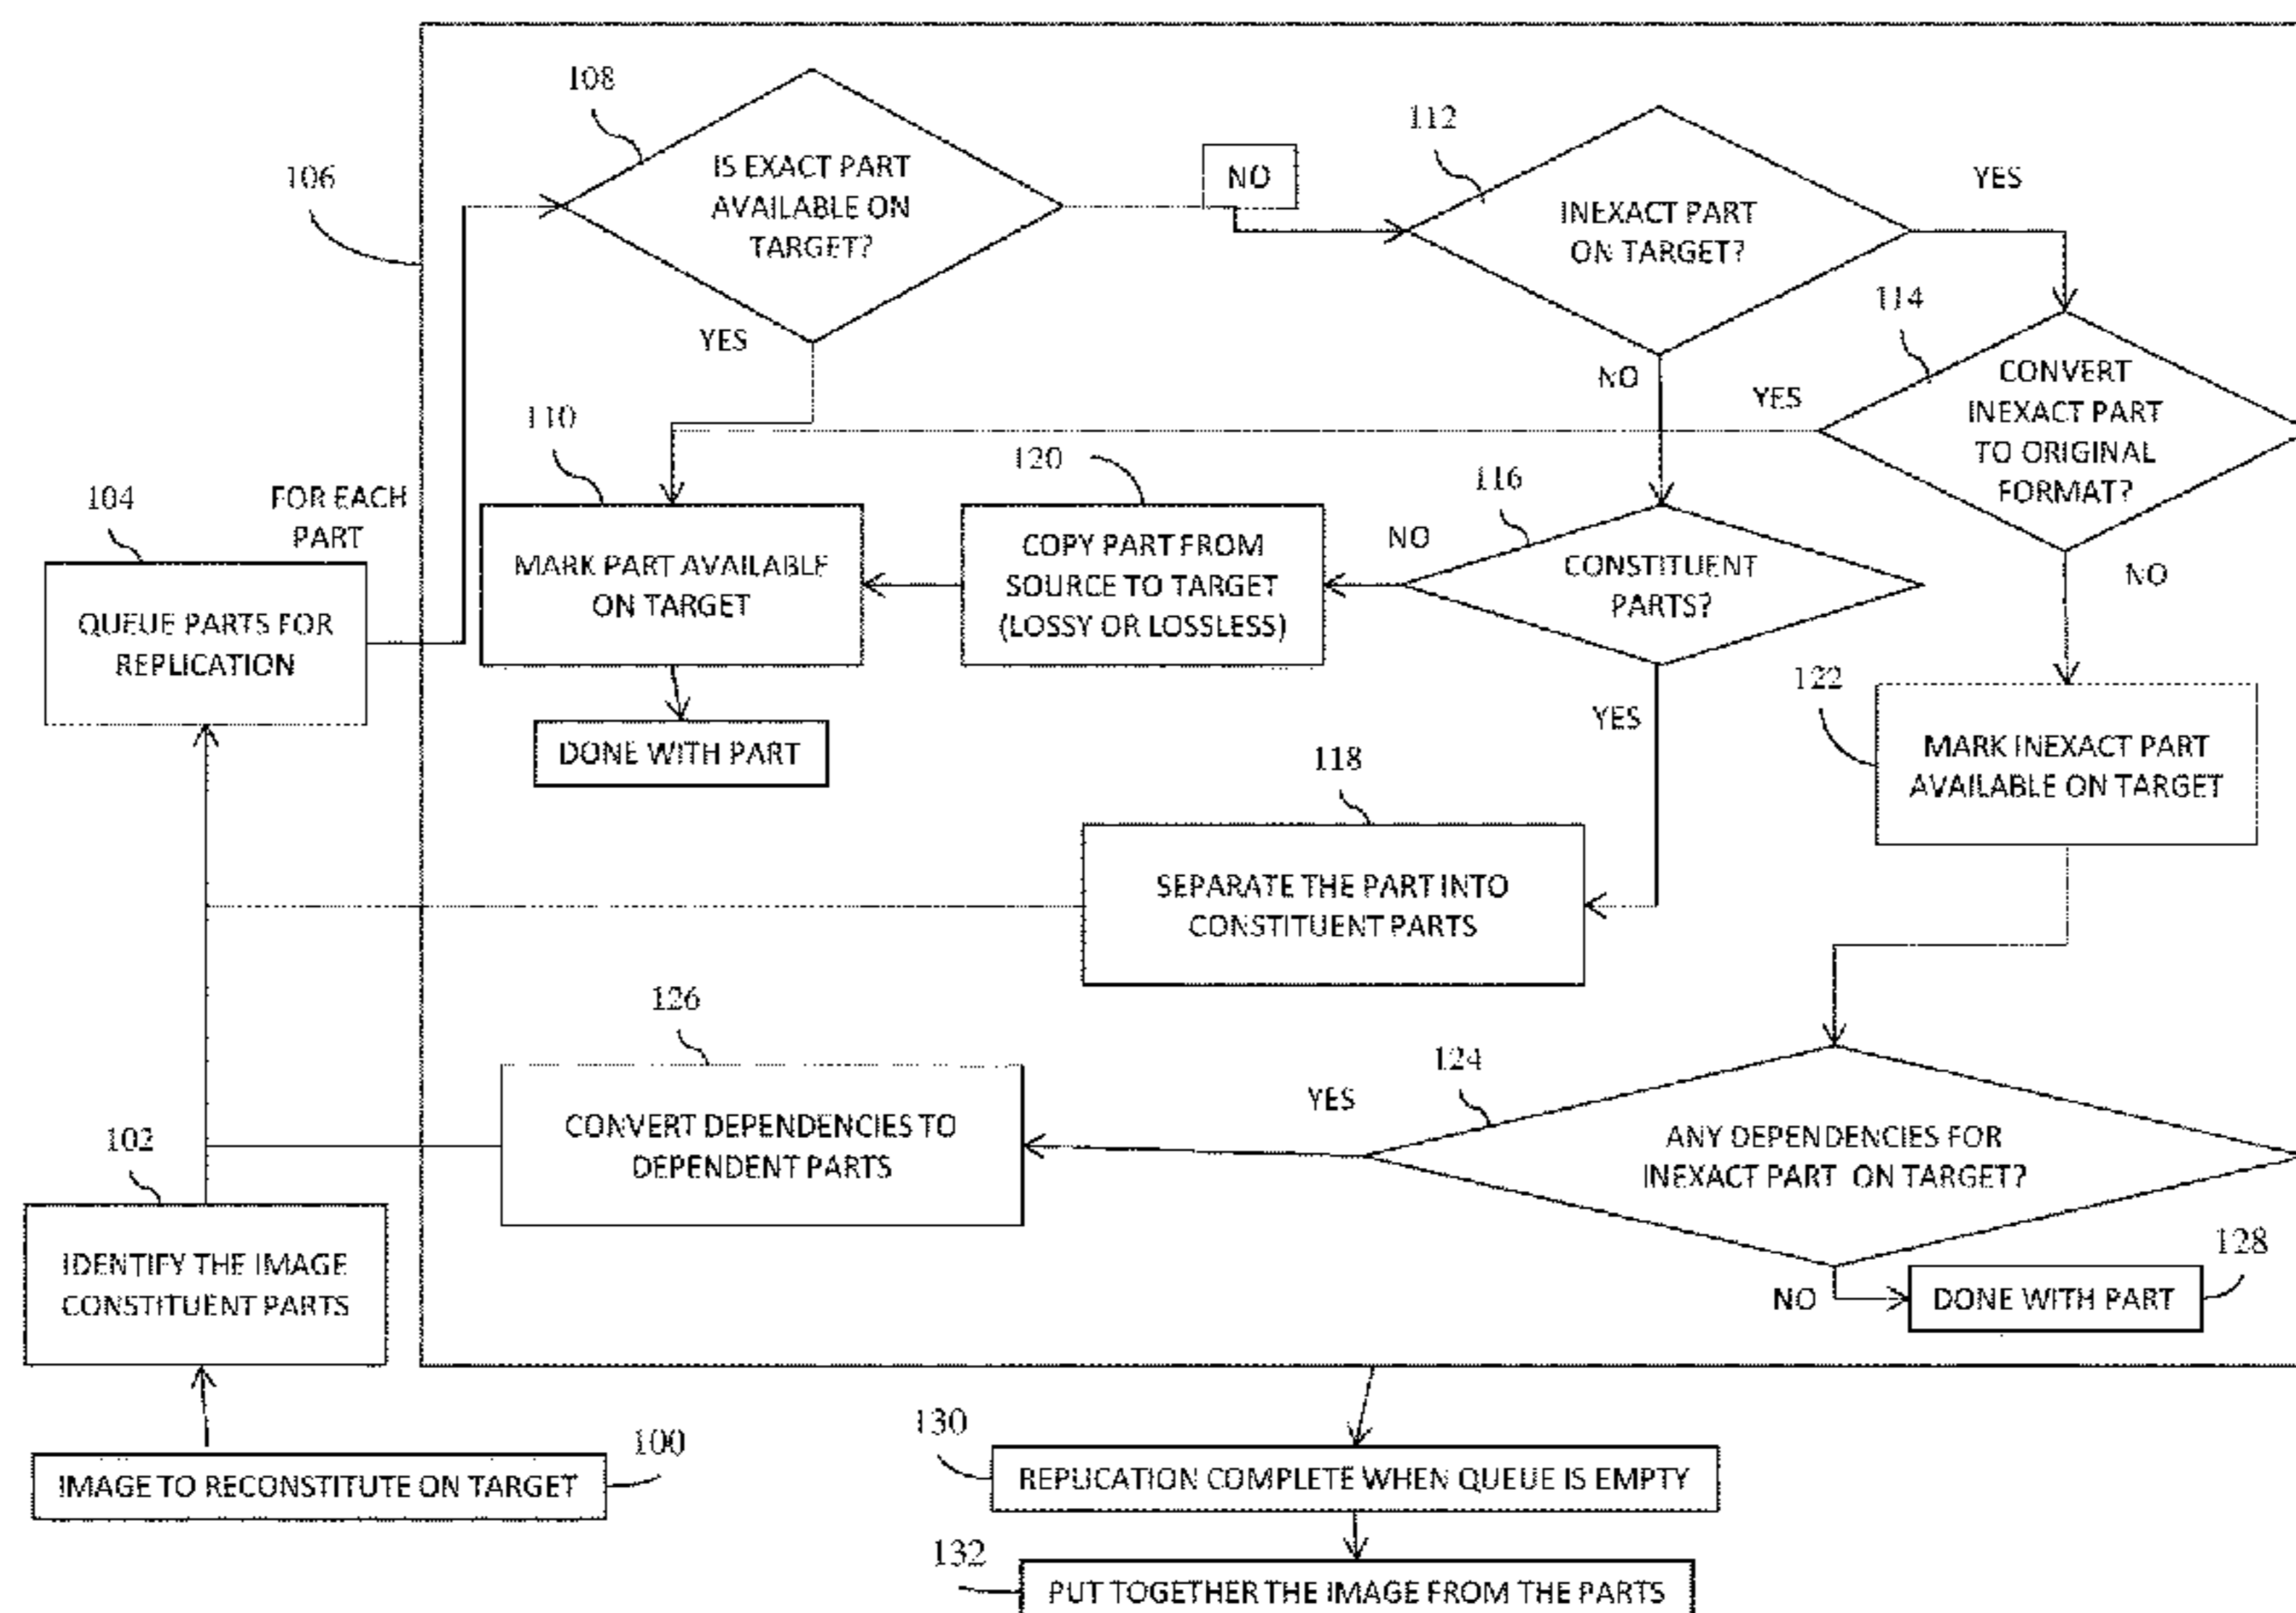 108
IS EXACT PART
AVAILABLE ON
TARGET?
NO
112
INEXACT PART
ON TARGET?
YES
106
YES
114
CONVERT
INEXACT PART
TO ORIGINAL
FORMAT?
NO
YES
110
120
116
104
FOR EACH
PART
MARK PART AVAILABLE
ON TARGET
COPY PART FROM
SOURCE TO TARGET
(LOSSY OR LOSSLESS)
NO
CONSTITUENT
PARTS?
NO
QUEUE PARTS FOR
REPLICATION
DONE WITH PART
YES
122
MARK INEXACT PART
AVAILABLE ON TARGET
118
SEPARATE THE PART INTO
CONSTITUENT PARTS
126
CONVERT DEPENDENCIES TO
DEPENDENT PARTS
YES
124
ANY DEPENDENCIES FOR
INEXACT PART ON TARGET?
102
IDENTIFY THE IMAGE
CONSTITUENT PARTS
NO
DONE WITH PART
128
IMAGE TO RECONSTITUTE ON TARGET
100
130
REPLICATION COMPLETE WHEN QUEUE IS EMPTY
132
PUT TOGETHER THE IMAGE FROM THE PARTS